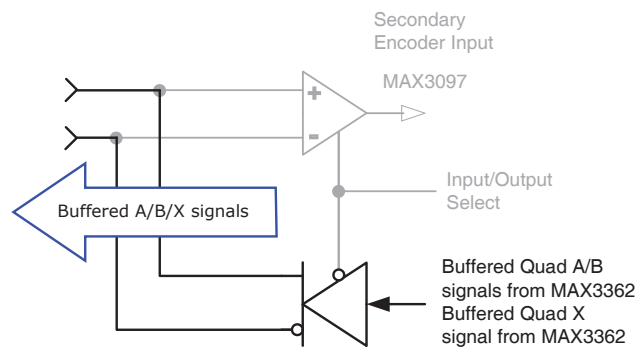 Secondary
Encoder Input
MAX3097
+
-
Input/Output
Select
Buffered A/B/X signals
Buffered Quad A/B
signals from MAX3362
Buffered Quad X
signal from MAX3362